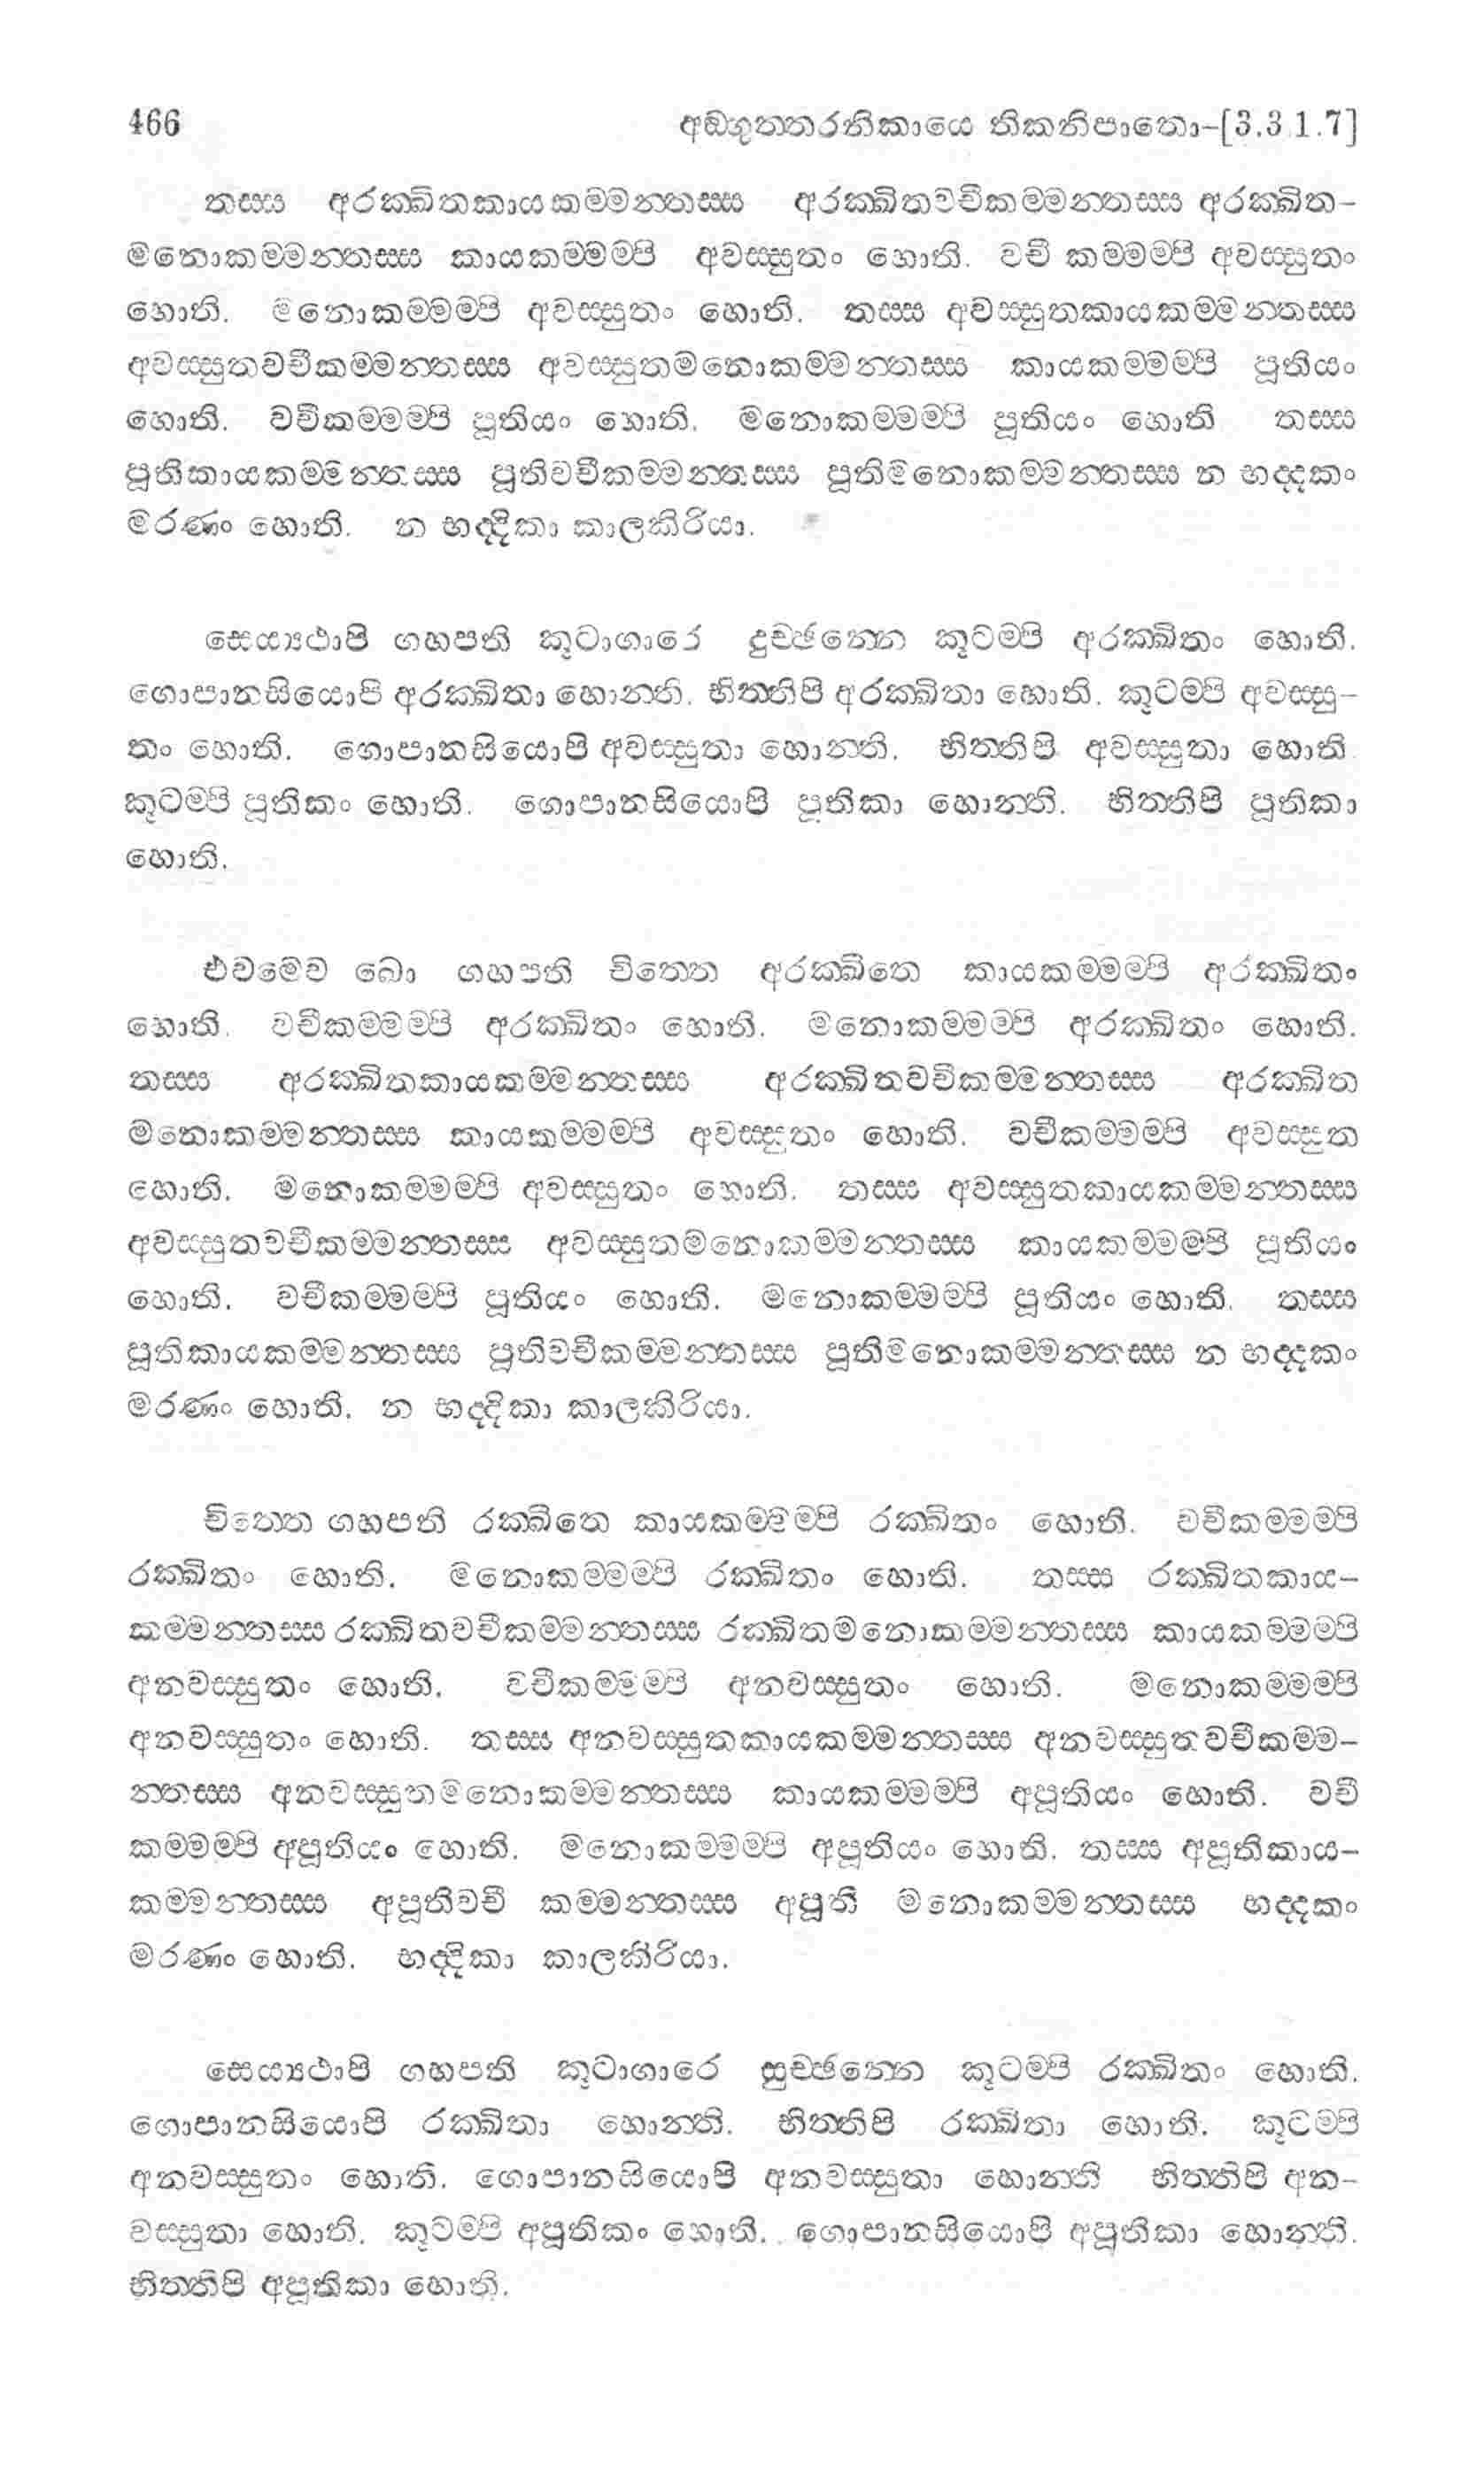 466 අඞ්ගුත්තරනිකායෙ තිකනිපාතො-[3.3.1.7]
තස්ස අරක්ඛිතකායකම්මන්තස්ස අරක්ඛිතවචීකම්මන්තස්ස අරක්ඛිත-
මනොකම්මන්තස්ස කායකම්මම්පි අවස්සුතං හොති. වචී කම්මම්පි අවස්සුතං
හොති. මනොකම්මම්පි අවස්සුතං හොති. තස්ස අවස්සුතකායකම්මන්තස්ස
අවස්සුතවචීකම්මන්තස්ස අවස්සුතමනොකම්මන්තස්ස කායකම්මම්පි පූතියං
හොති. වචීකම්මම්පි පූතියං හොති. මනොකම්මම්පි පූතියං හොති තස්ස
පූතිකායකම්මන්තස්ස පූතිවචීකම්මන්තස්ස පූතිමනොකම්මන්තස්ස න භද්දකං
මරණං හොති. න භද්දිකා කාලකිරියා.
සෙය්‍යථාපි ගහපති කූටාගාරෙ දුච්ඡන්නෙ කූටම්පි අරක්ඛිතං හොති.
ගොපානසියොපි අරක්ඛිතා හොන්ති. භිත්තිපි අරක්ඛිතා හොති. කූටම්පි අවස්සු-
තං හොති. ගොපානසියොපි අවස්සුතා හොන්ති. භිත්තිපි අවස්සුතා හොති
කූටම්පි පූතිකං හොති. ගොපානසියොපි පූතිකා හොන්ති. භිත්තිපි පූතිකා
හොති.
එවමෙව ඛො ගහපති චිත්තෙ අරක්ඛිතෙ කායකම්මම්පි අරක්ඛිතං
හොති. වචීකම්මම්පි අරක්ඛිතං හොති. මනොකම්මම්පි අරක්ඛිතං හොති.
තස්ස අරක්ඛිතකායකම්මන්තස්ස අරක්ඛිතවචීකම්මන්තස්ස අරක්ඛිත
මනොකම්මන්තස්ස කායකම්මම්පි අවස්සුතං හොති. වචීකම්මම්පි අවස්සුත
හොති. මනොකම්මම්පි අවස්සුතං හොති. තස්ස අවස්සුතකායකම්මන්තස්ස
අවස්සුතවචීකම්මන්තස්ස අවස්සුතමනොකම්මන්තස්ස කායකම්මම්පි පූතියං
හොති. වචීකම්මම්පි පූතියං හොති. මනොකම්මම්පි පූතියං හොති. තස්ස
පූතිකායකම්මන්තස්ස පූතිවචීකම්මන්තස්ස පූතිමනොකම්මන්තස්ස න භද්දකං
මරණං හොති. න භද්දිකා කාලකිරියා.
චිත්තෙ ගහපති රක්ඛිතෙ කායකම්මම්පි රක්ඛිතං හොති. වචීකම්මම්පි
රක්ඛිතං හොති. මනොකම්මම්පි රක්ඛිතං හොති. තස්ස රක්ඛිතකාය-
කම්මන්තස්ස රක්ඛිතවචීකම්මන්තස්ස රක්ඛිතමනොකම්මන්තස්ස කායකම්මම්පි
අනවස්සුතං හොති. වචීකම්මම්පි අනවස්සුතං හොති. මනොකම්මම්පි
අනවස්සුතං හොති. තස්ස අනවස්සුතකායකම්මන්තස්ස අනවස්සුතවචීකම්ම-
න්තස්ස අනවස්සුතමනොකම්මන්තස්ස කායකම්මම්පි අපූතියං හොති. වචී
කම්මම්පි අපූතියං හොති. මනොකම්මම්පි අපූතියං හොති. තස්ස අපූතිකාය-
කම්මන්තස්ස අපූතිවචී කම්මන්තස්ස අපූති මනොකම්මන්තස්ස භද්දකං
මරණං හොති. භද්දිකා කාලකිරියා.
සෙය්‍යථාපි ගහපති කූටාගාරෙ සුච්ඡන්නෙ කූටම්පි රක්ඛිතං හොති.
ගොපානසියොපි රක්ඛිතා හොන්ති. භිත්තිපි රක්ඛිතා හොති. කූටම්පි
අනවස්සුතං හොති. ගොපානසියොපි අනවස්සුතා හොන්ති භිත්තිපි අන-
වස්සුතා හොති. කූටම්පි අපූතිකං හොති. ගොපානසියොපි අපූතිකා හොන්ති.
භිත්තිපි අපූතිකා හොති.